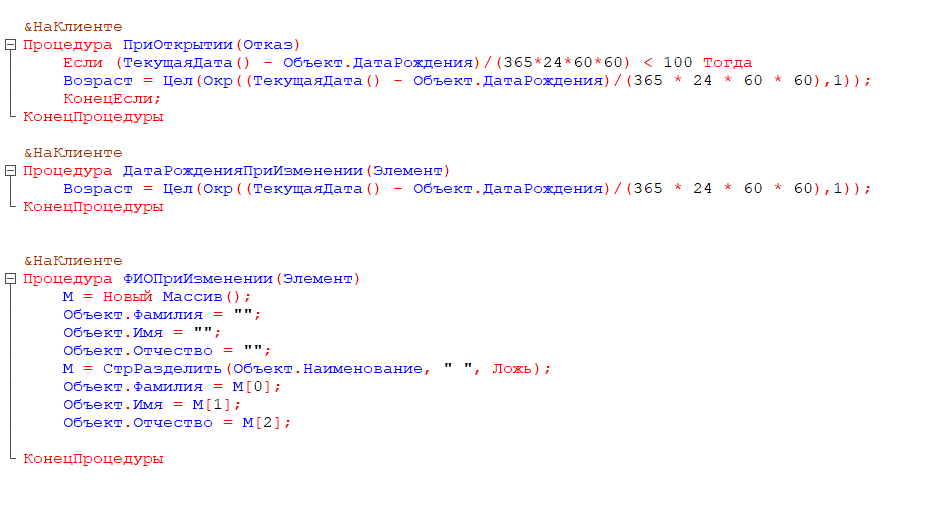 &НаКлиенте
Процедура ПриОткрытии(Отказ)
Если (ТекущаяДата() - Объект.ДатаРождения)/(365*24*60*60) < 100 Тогда
Возраст = Цел(Окр((ТекущаяДата() - Объект.ДатаРождения)/(365 * 24 * 60 * 60),1));
КонецЕсли;
КонецПроцедуры
&НаКлиенте
Процедура ДатаРожденияПриИзменении(Элемент)
Возраст = Цел(Окр((ТекущаяДата() - Объект.ДатаРождения)/(365 * 24 * 60 * 60),1));
КонецПроцедуры
&НаКлиенте
Процедура ФИОПриИзменении(Элемент)
М = Новый Массив();
Объект.Фамилия = "";
Объект.Имя = "";
Объект.Отчество = "";
М = СтрРазделить(Объект.Наименование, " ", Ложь);
Объект.Фамилия = М[0];
Объект.Имя = М[1];
Объект.Отчество = М[2];
КонецПроцедуры